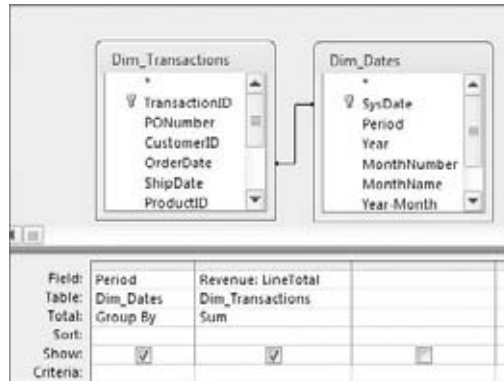 Dim_Transactions
*
TransactionID
PONumber
CustomerID
OrderDate
ShipDate
ProductID
Dim_Dates
*
SysDate
Period
Year
MonthNumber
MonthName
Year-Month
Field: Period Revenue: LineTotal
Table: Dim_Dates Dim_Transactions
Total: Group By Sum
Sort:
Show:
Criteria: